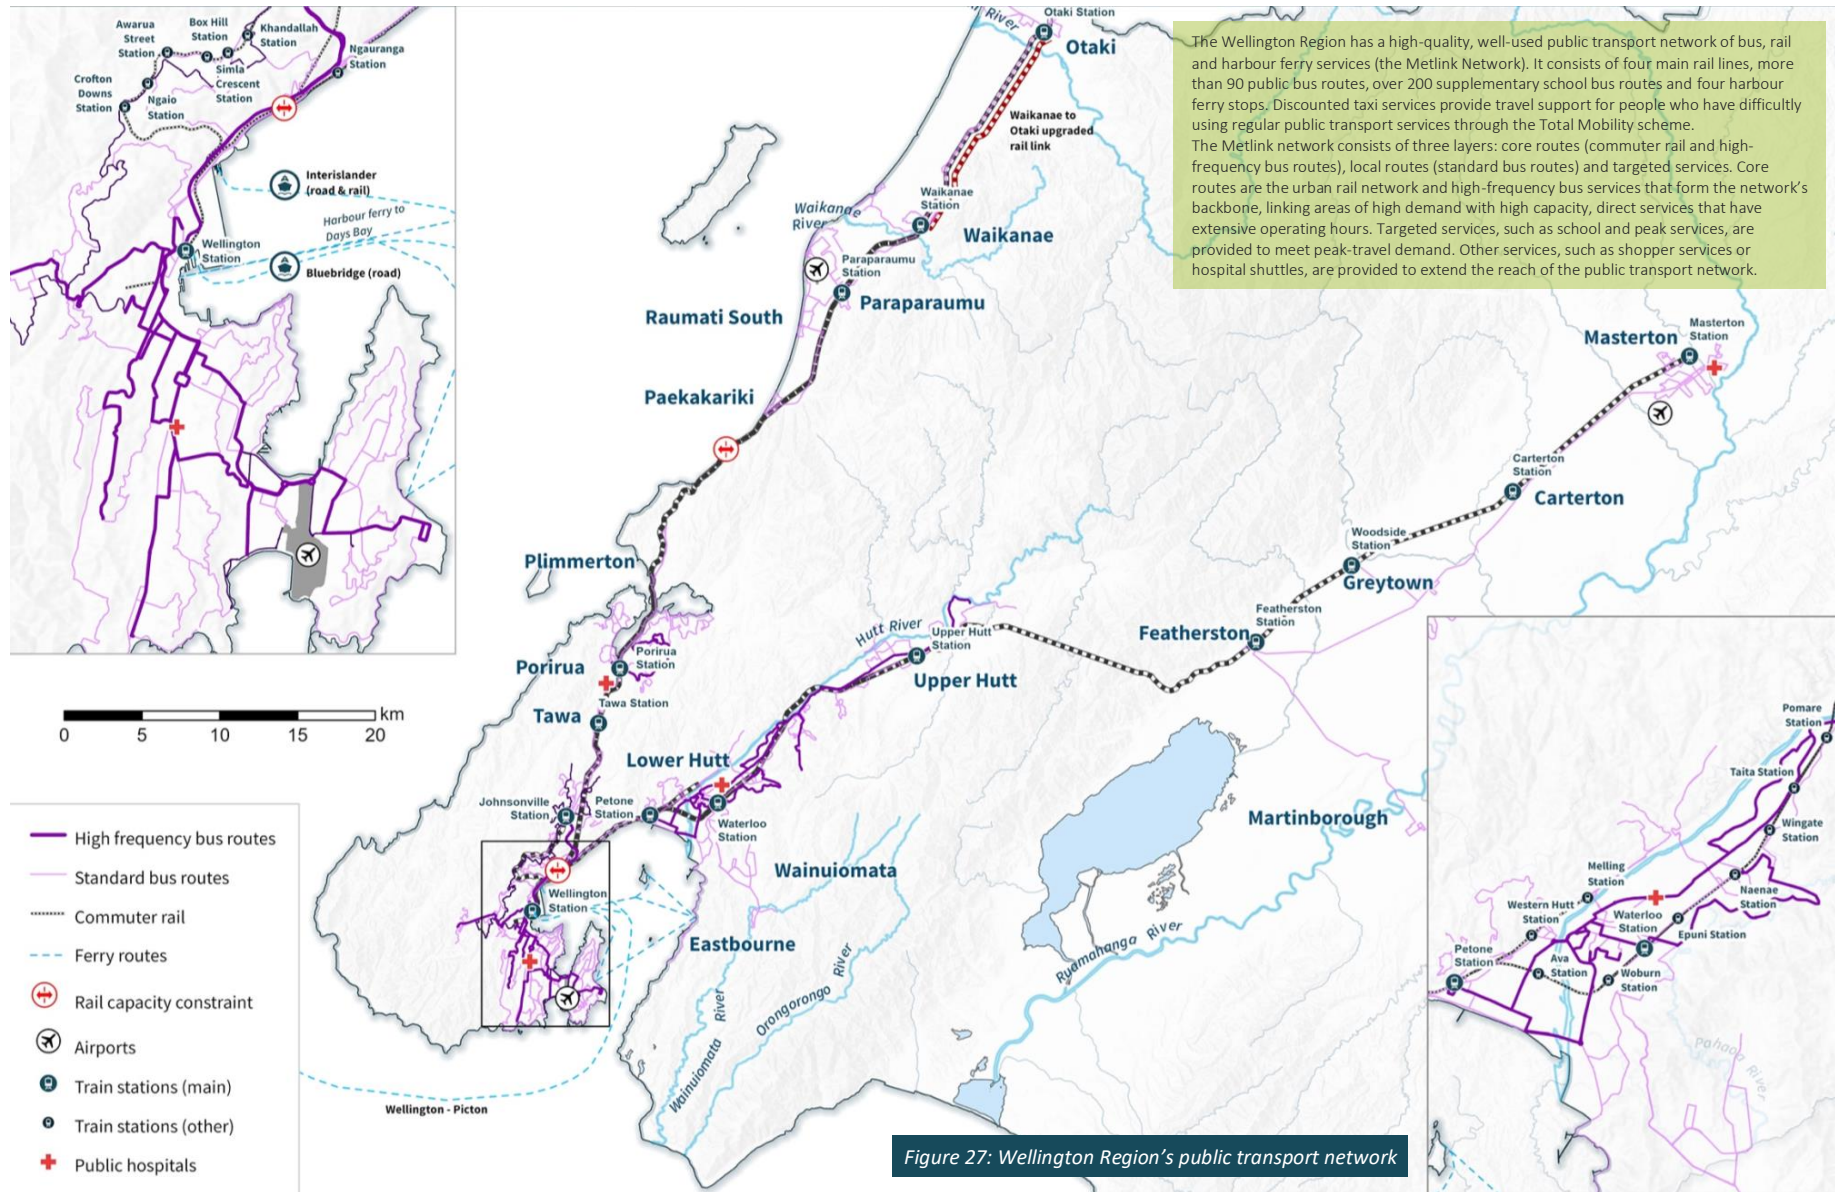 Awarua
Street
Station
Box Hill
Station
Khandallah
Station
Ngauranga
Station
Simla
Crescent
Station
Crofton
Downs
Station
Ngaio
Station
Interislander
(road & rail)
Harbour ferry to
Days Bay
Wellington
Station
Bluebridge (road)
River
Otaki Station
Otaki
Waikanae to
Otaki upgraded
rail link
Waikanae
Station
Waikanae
River
Waikanae
Paraparaumu
Station
Paraparaumu
Raumati South
Paekakariki
The Wellington Region has a high-quality, well-used public transport network of bus, rail
and harbour ferry services (the Metlink Network). It consists of four main rail lines, more
than 90 public bus routes, over 200 supplementary school bus routes and four harbour
ferry stops. Discounted taxi services provide travel support for people who have difficultly
using regular public transport services through the Total Mobility scheme.
The Metlink network consists of three layers: core routes (commuter rail and high-
frequency bus routes), local routes (standard bus routes) and targeted services. Core
routes are the urban rail network and high-frequency bus services that form the network's
backbone, linking areas of high demand with high capacity, direct services that have
extensive operating hours. Targeted services, such as school and peak services, are
provided to meet peak-travel demand. Other services, such as shopper services or
hospital shuttles, are provided to extend the reach of the public transport network.
Masterton
Masterton
Station
Carterton
Station
Carterton
Woodside
Station
Greytown
Featherston
Station
Featherston
Plimmerton
Hutt River
Upper Hutt
Station
Upper Hutt
Porirua
Porirua
Station
Tawa Station
Tawa
Lower Hutt
Johnsonville
Station
Petone
Station
Waterloo
Station
Wainuiomata
Martinborough
Wellington
Station
Eastbourne
Ruamahanga River
Orongorongo River
Wainuiomata River
Wellington - Picton
km
0 5 10 15 20
High frequency bus routes
Standard bus routes
Commuter rail
Ferry routes
Rail capacity constraint
Airports
Train stations (main)
Train stations (other)
Public hospitals
Pomare
Station
Taita Station
Wingate
Station
Melling
Station
Naenae
Station
Western Hutt
Station
Waterloo
Station
Epuni Station
Petone
Station
Ava
Station
Woburn
Station
River
Figure 27: Wellington Region's public transport network